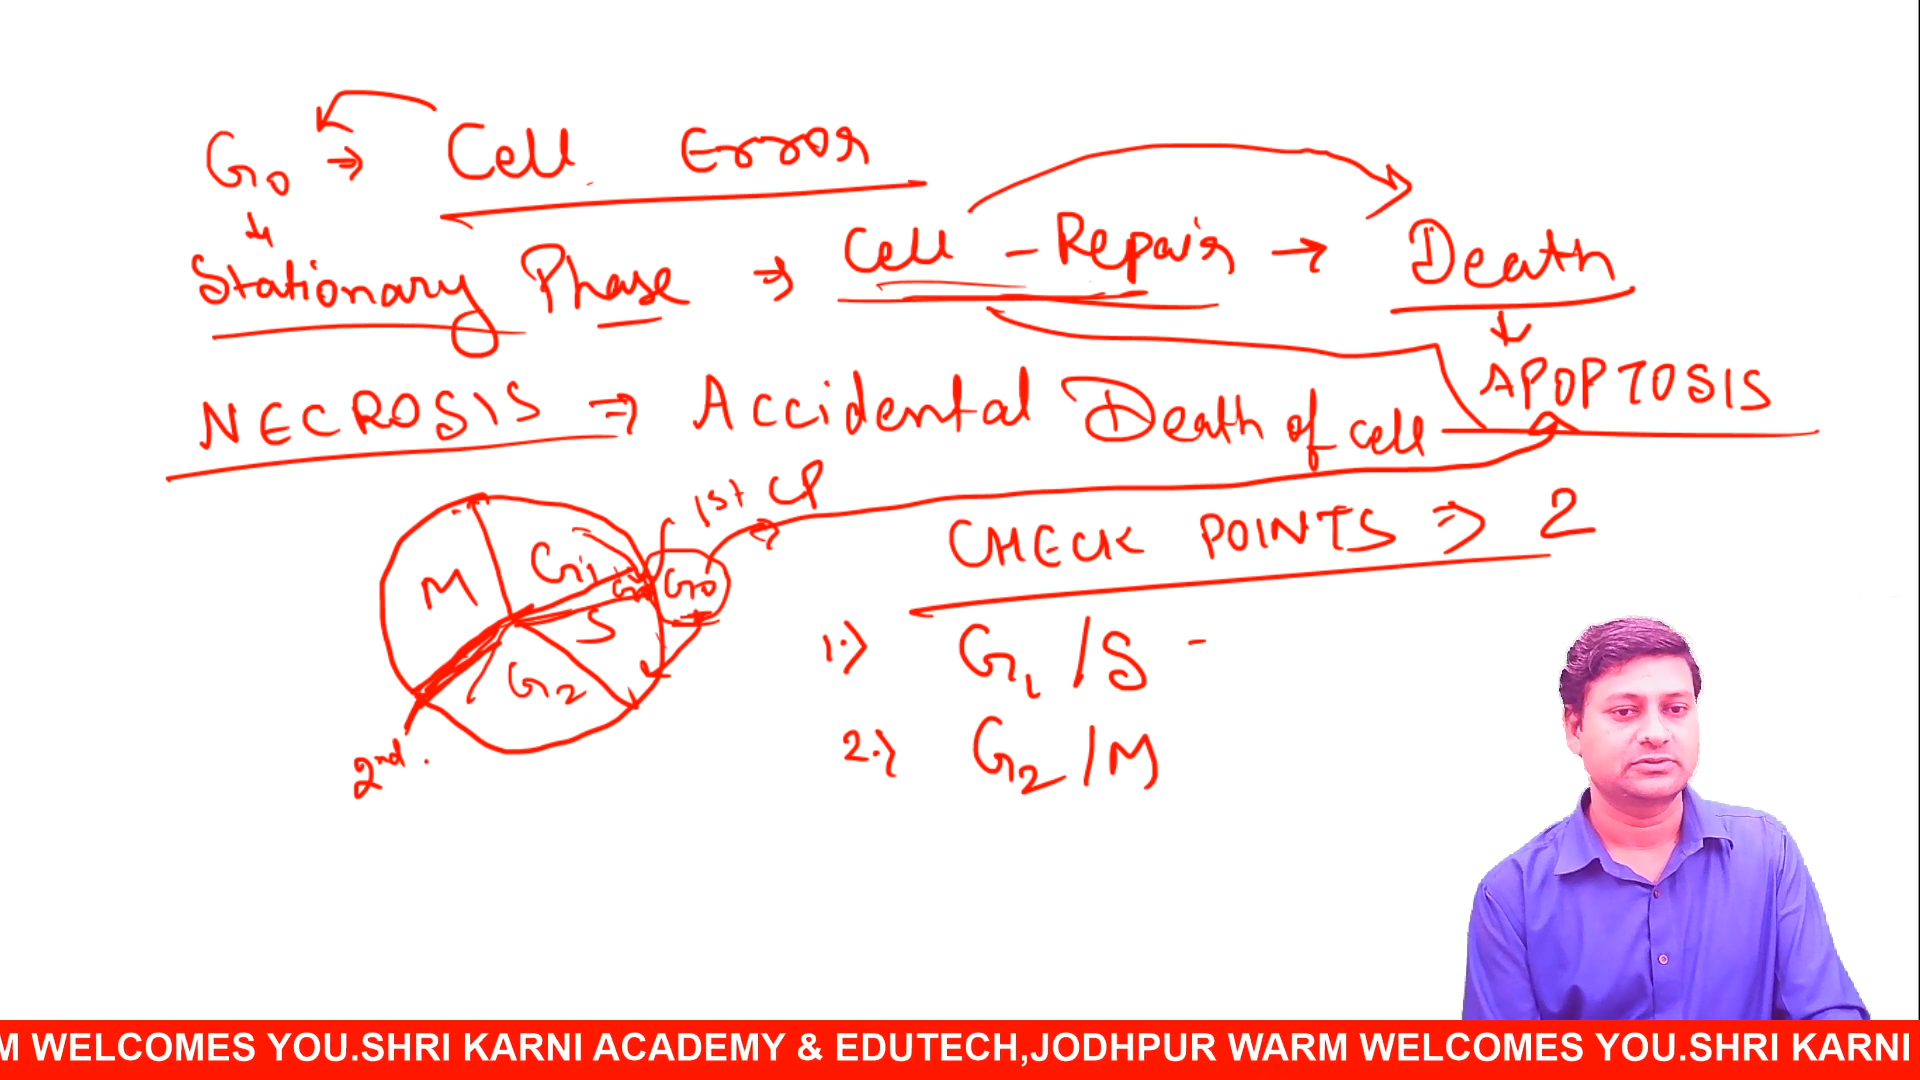 G0 → Cell Error
Stationary Phase → Cell - Repair → Death
APOPTOSIS
NECROSIS ⇒ Accidental Death of cell
1st CP
CHECK POINTS ⇒ 2
M G1 G0
S
G2
1.) G1/S -
2.) G2/M
2nd.
M WELCOMES YOU.SHRI KARNI ACADEMY & EDUTECH,JODHPUR WARM WELCOMES YOU.SHRI KARNI